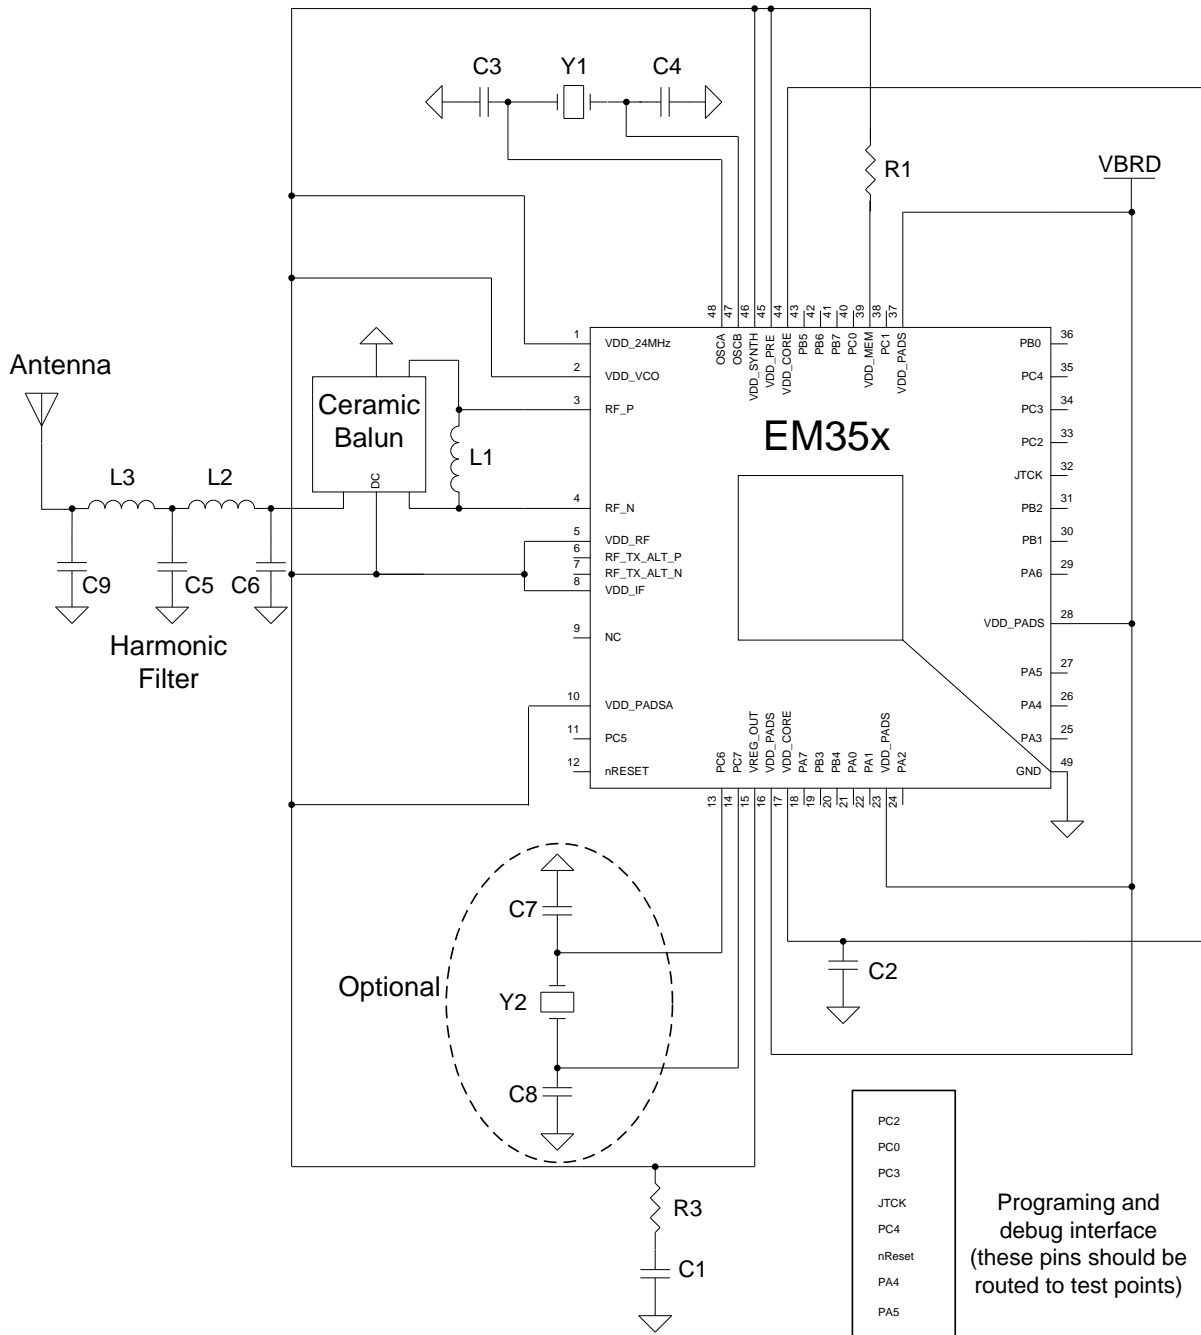 C3
Y1
C4
R1
VBRD
48
47
46
45
44
43
42
41
40
39
38
37
OSCA
OSCB
VDD_SYNTH
VDD_PRE
VDD_CORE
PB5
PB6
PB7
PC0
VDD_MEM
PC1
VDD_PADS
Antenna
Ceramic
Balun
DC
L1
L3
L2
C9
C5
C6
Harmonic
Filter
EM35x
1
VDD_24MHz
2
VDD_VCO
3
RF_P
4
RF_N
5
VDD_RF
6
RF_TX_ALT_P
7
RF_TX_ALT_N
8
VDD_IF
9
NC
10
VDD_PADSA
11
PC5
12
nRESET
36
PB0
35
PC4
34
PC3
33
PC2
32
JTCK
31
PB2
30
PB1
29
PA6
28
VDD_PADS
27
PA5
26
PA4
25
PA3
49
GND
PC6
PC7
VREG_OUT
VDD_PADS
VDD_CORE
PA7
PB3
PB4
PA0
PA1
VDD_PADS
PA2
13
14
15
16
17
18
19
20
21
22
23
24
C7
Optional
Y2
C8
C2
R3
C1
PC2
PC0
PC3
JTCK
PC4
nReset
PA4
PA5
Programing and
debug interface
(these pins should be
routed to test points)